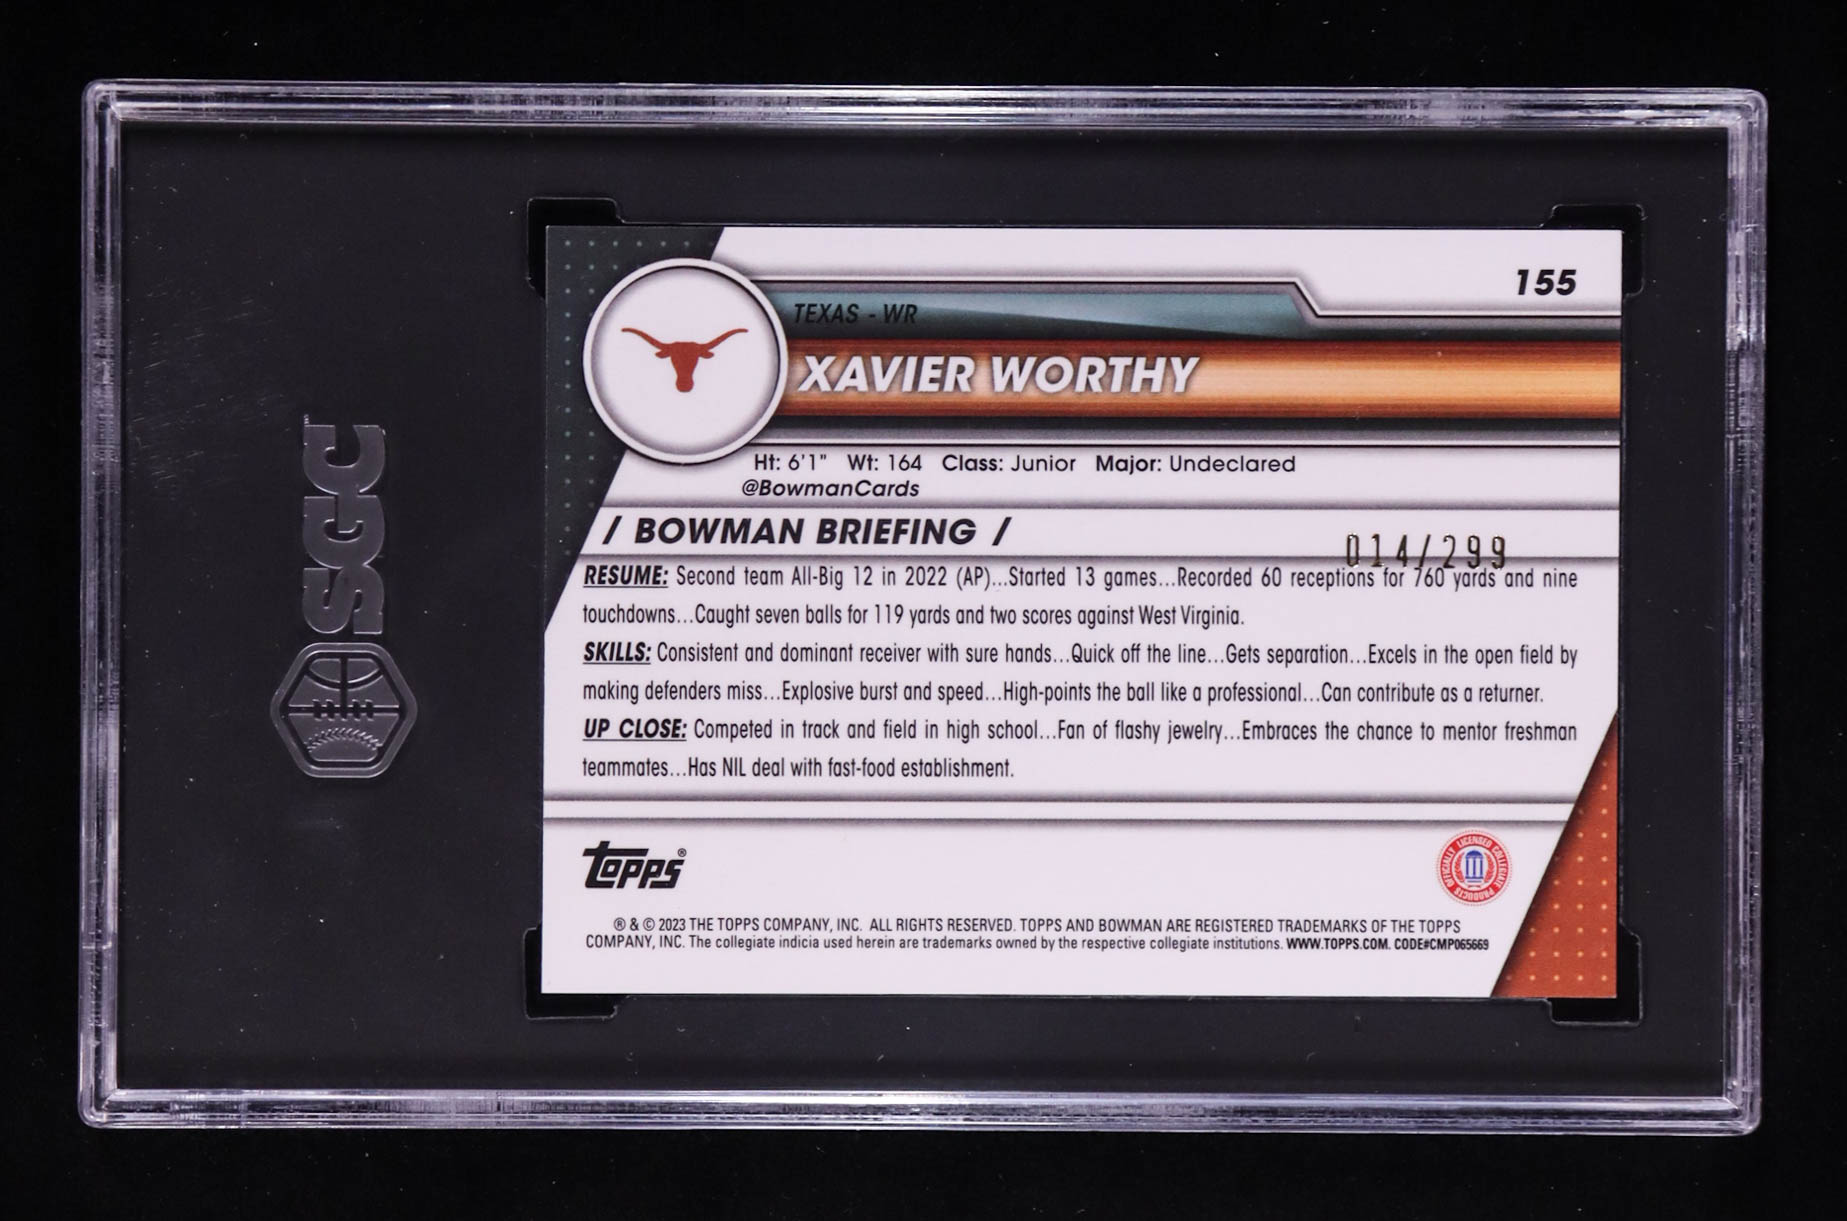 SGC
155
TEXAS - WR
XAVIER WORTHY
Ht: 6'1" Wt: 164 Class: Junior Major: Undeclared
@BowmanCards
/ BOWMAN BRIEFING /
014/299
RESUME: Second team All-Big 12 in 2022 (AP)...Started 13 games...Recorded 60 receptions for 760 yards and nine
touchdowns...Caught seven balls for 119 yards and two scores against West Virginia.
SKILLS: Consistent and dominant receiver with sure hands...Quick off the line...Gets separation...Excels in the open field by
making defenders miss...Explosive burst and speed...High-points the ball like a professional...Can contribute as a returner.
UP CLOSE: Competed in track and field in high school...Fan of flashy jewelry...Embraces the chance to mentor freshman
teammates...Has NIL deal with fast-food establishment.
Topps®
OFFICIALLY LICENSED COLLEGIATE PRODUCTS
® & © 2023 THE TOPPS COMPANY, INC. ALL RIGHTS RESERVED. TOPPS AND BOWMAN ARE REGISTERED TRADEMARKS OF THE TOPPS
COMPANY, INC. The collegiate indicia used herein are trademarks owned by the respective collegiate institutions. WWW.TOPPS.COM. CODE#CMP065669